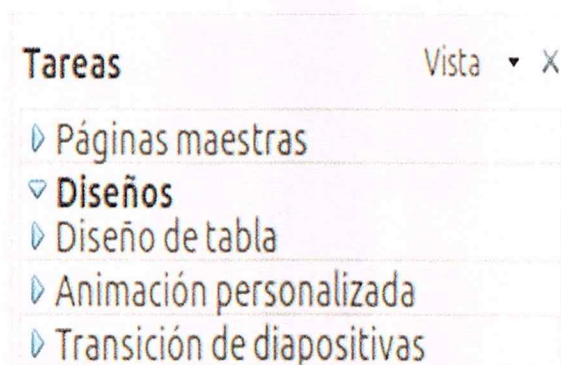 Tareas Vista
Páginas maestras
Diseños
Diseño de tabla
Animación personalizada
Transición de diapositivas